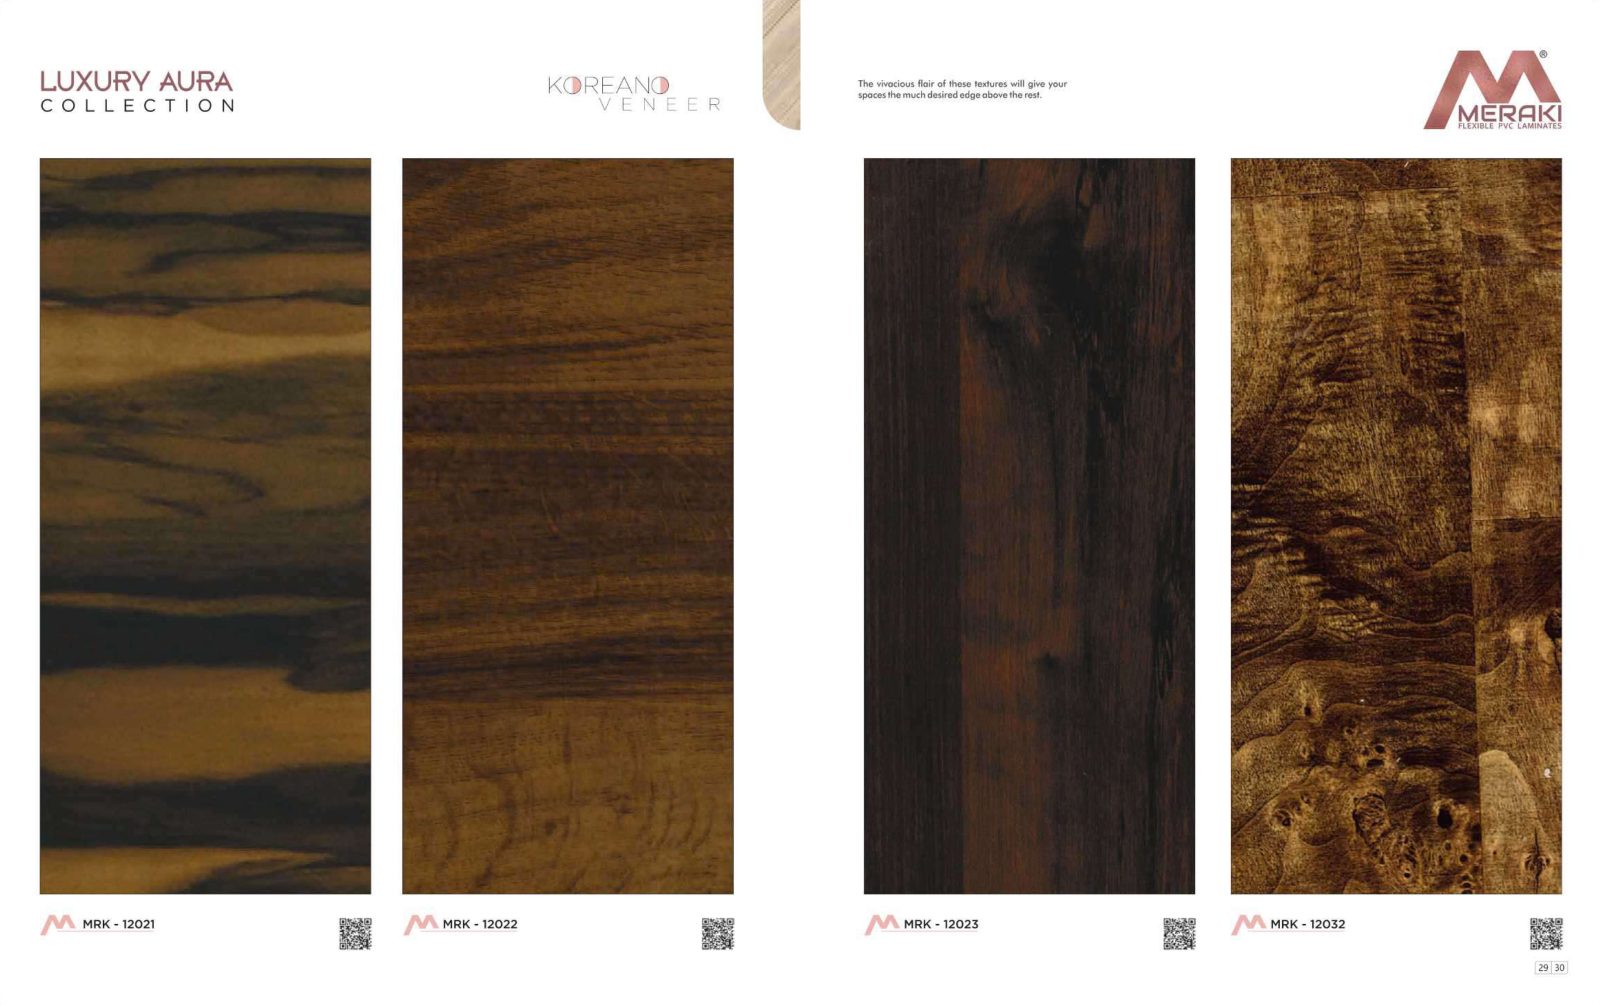 LUXURY AURA
COLLECTION
KOREANO
VENEER
The vivacious flair of these textures will give your
spaces the much desired edge above the rest.
®
MERAKI
FLEXIBLE PVC LAMINATES
MRK - 12021
MRK - 12022
MRK - 12023
MRK - 12032
29 30